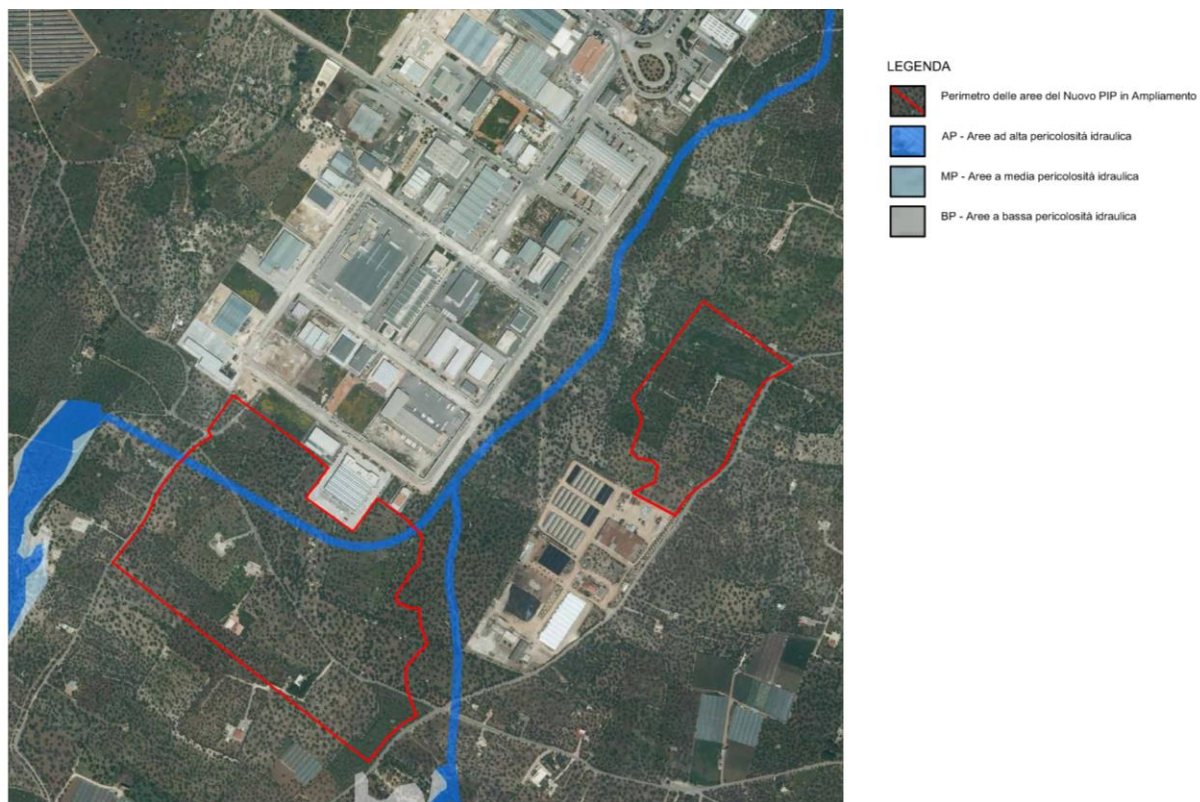 LEGENDA
Perimetro delle aree del Nuovo PIP in Ampliamento
AP - Aree ad alta pericolosità idraulica
MP - Aree a media pericolosità idraulica
BP - Aree a bassa pericolosità idraulica